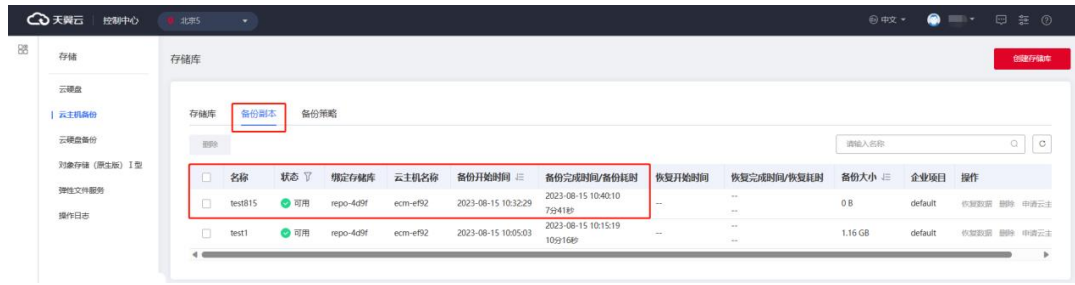 天翼云 控制中心 北京5 中文
存储 存储库 创建存储库
云硬盘
云主机备份 存储库 备份副本 备份策略
云硬盘备份 删除 请输入名称
对象存储（原生版）I型
弹性文件服务
操作日志
名称 状态 绑定存储库 云主机名称 备份开始时间 备份完成时间/备份耗时 恢复开始时间 恢复完成时间/恢复耗时 备份大小 企业项目 操作
test815 可用 repo-4d9f ecm-ef92 2023-08-15 10:32:29 2023-08-15 10:40:10 -- -- 0 B default 恢复数据 删除 申请云主
7分41秒 --
test1 可用 repo-4d9f ecm-ef92 2023-08-15 10:05:03 2023-08-15 10:15:19 -- -- 1.16 GB default 恢复数据 删除 申请云主
10分16秒 --